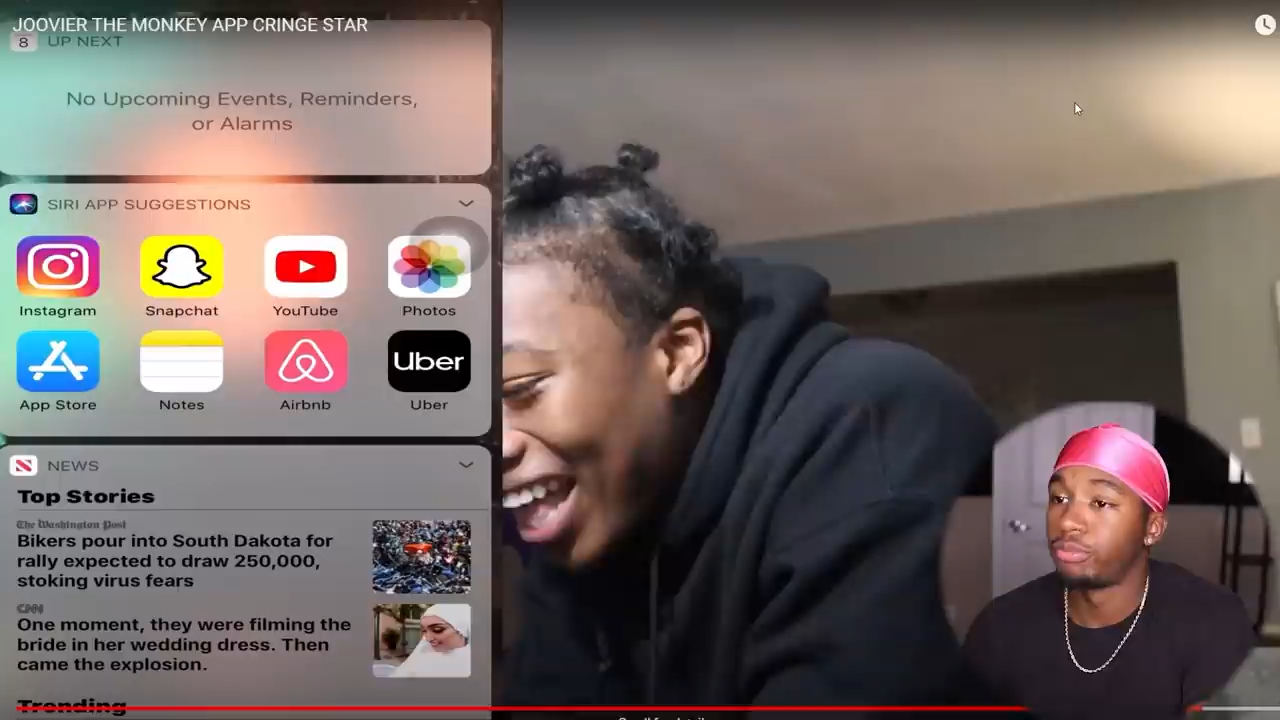 JOOVIER THE MONKEY APP CRINGE STAR
8 UP NEXT
No Upcoming Events, Reminders,
or Alarms
SIRI APP SUGGESTIONS
Instagram Snapchat YouTube Photos
Uber
App Store Notes Airbnb Uber
NEWS
Top Stories
The Washington Post
Bikers pour into South Dakota for
rally expected to draw 250,000,
stoking virus fears
CNN
One moment, they were filming the
bride in her wedding dress. Then
came the explosion.
Trending